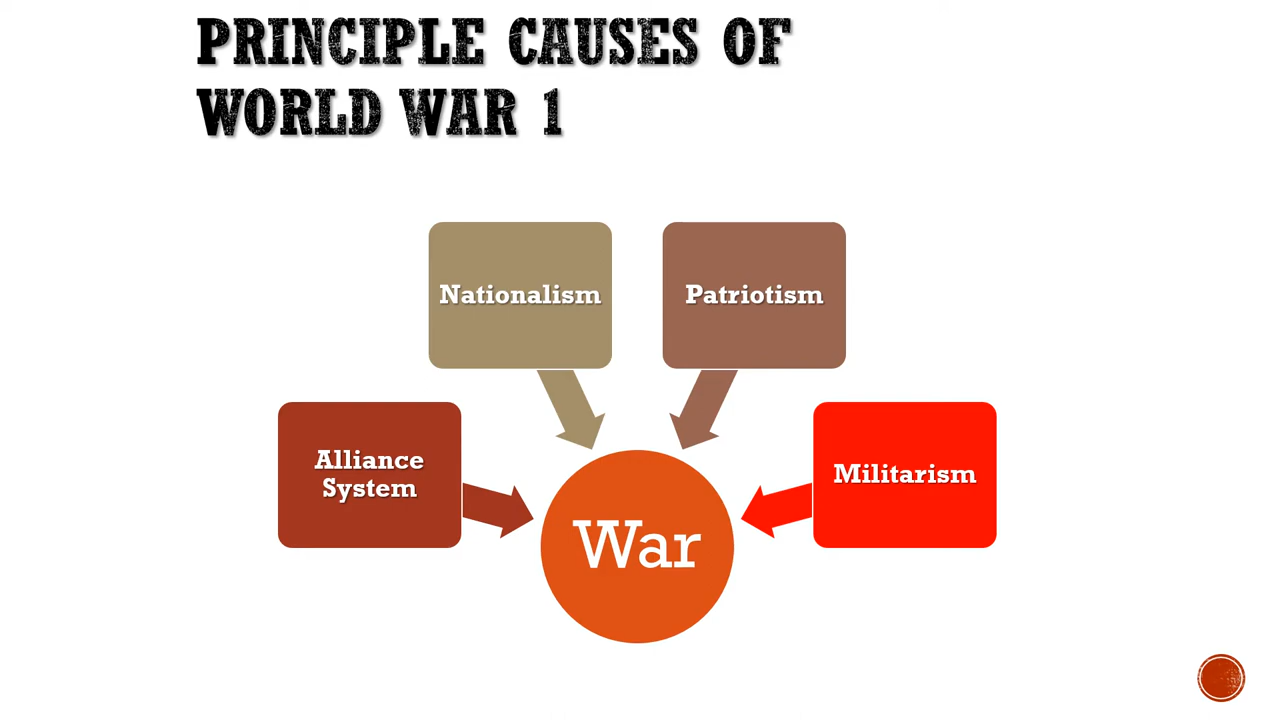 PRINCIPLE CAUSES OF
WORLD WAR 1
Nationalism
Patriotism
Alliance
System
Militarism
War